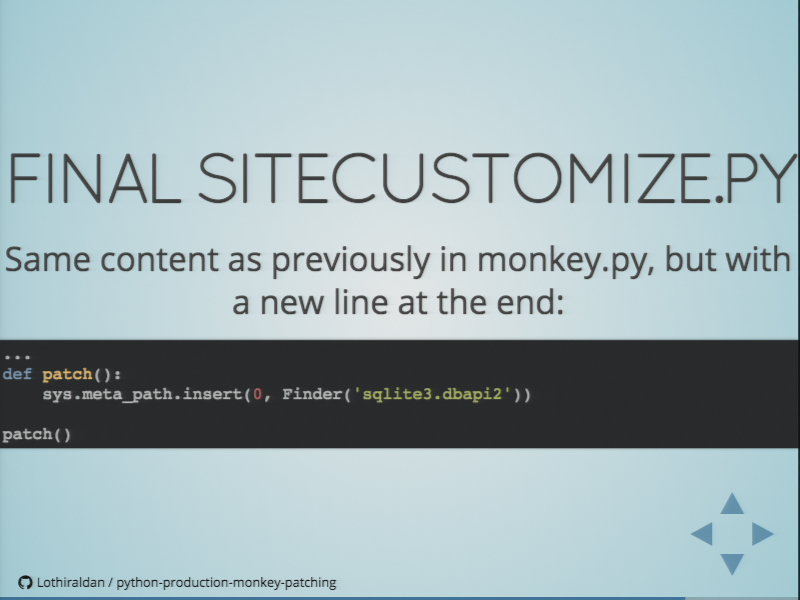 FINAL SITECUSTOMIZE.PY
Same content as previously in monkey.py, but with
a new line at the end:
...
def patch():
    sys.meta_path.insert(0, Finder('sqlite3.dbapi2'))

patch()
Lothiraldan / python-production-monkey-patching